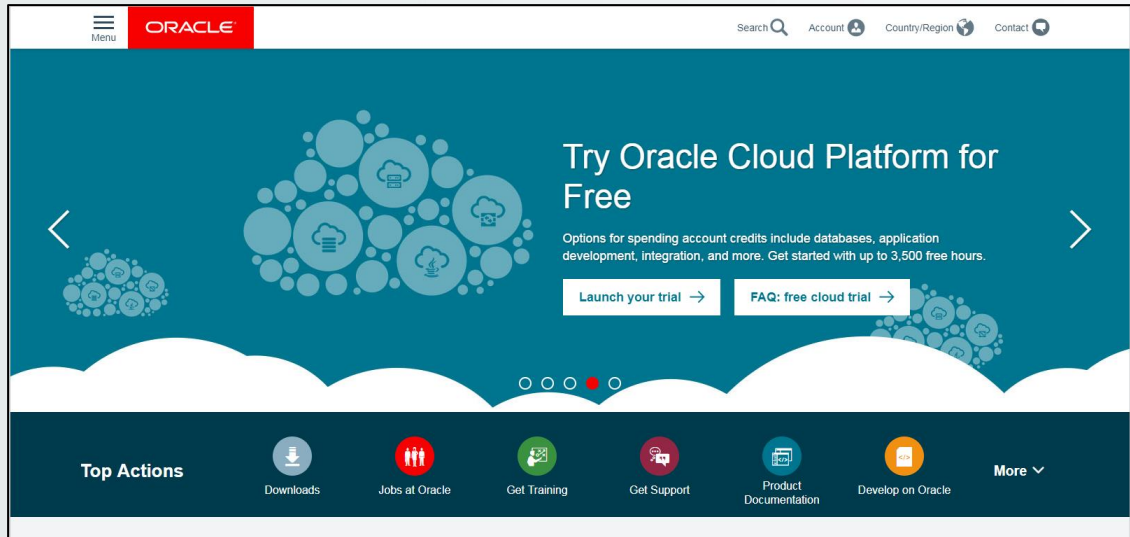 Menu
ORACLE
Search
Account
Country/Region
Contact
Try Oracle Cloud Platform for
Free
Options for spending account credits include databases, application
development, integration, and more. Get started with up to 3,500 free hours.
Launch your trial →
FAQ: free cloud trial →
Top Actions
Downloads
Jobs at Oracle
Get Training
Get Support
Product
Documentation
Develop on Oracle
More